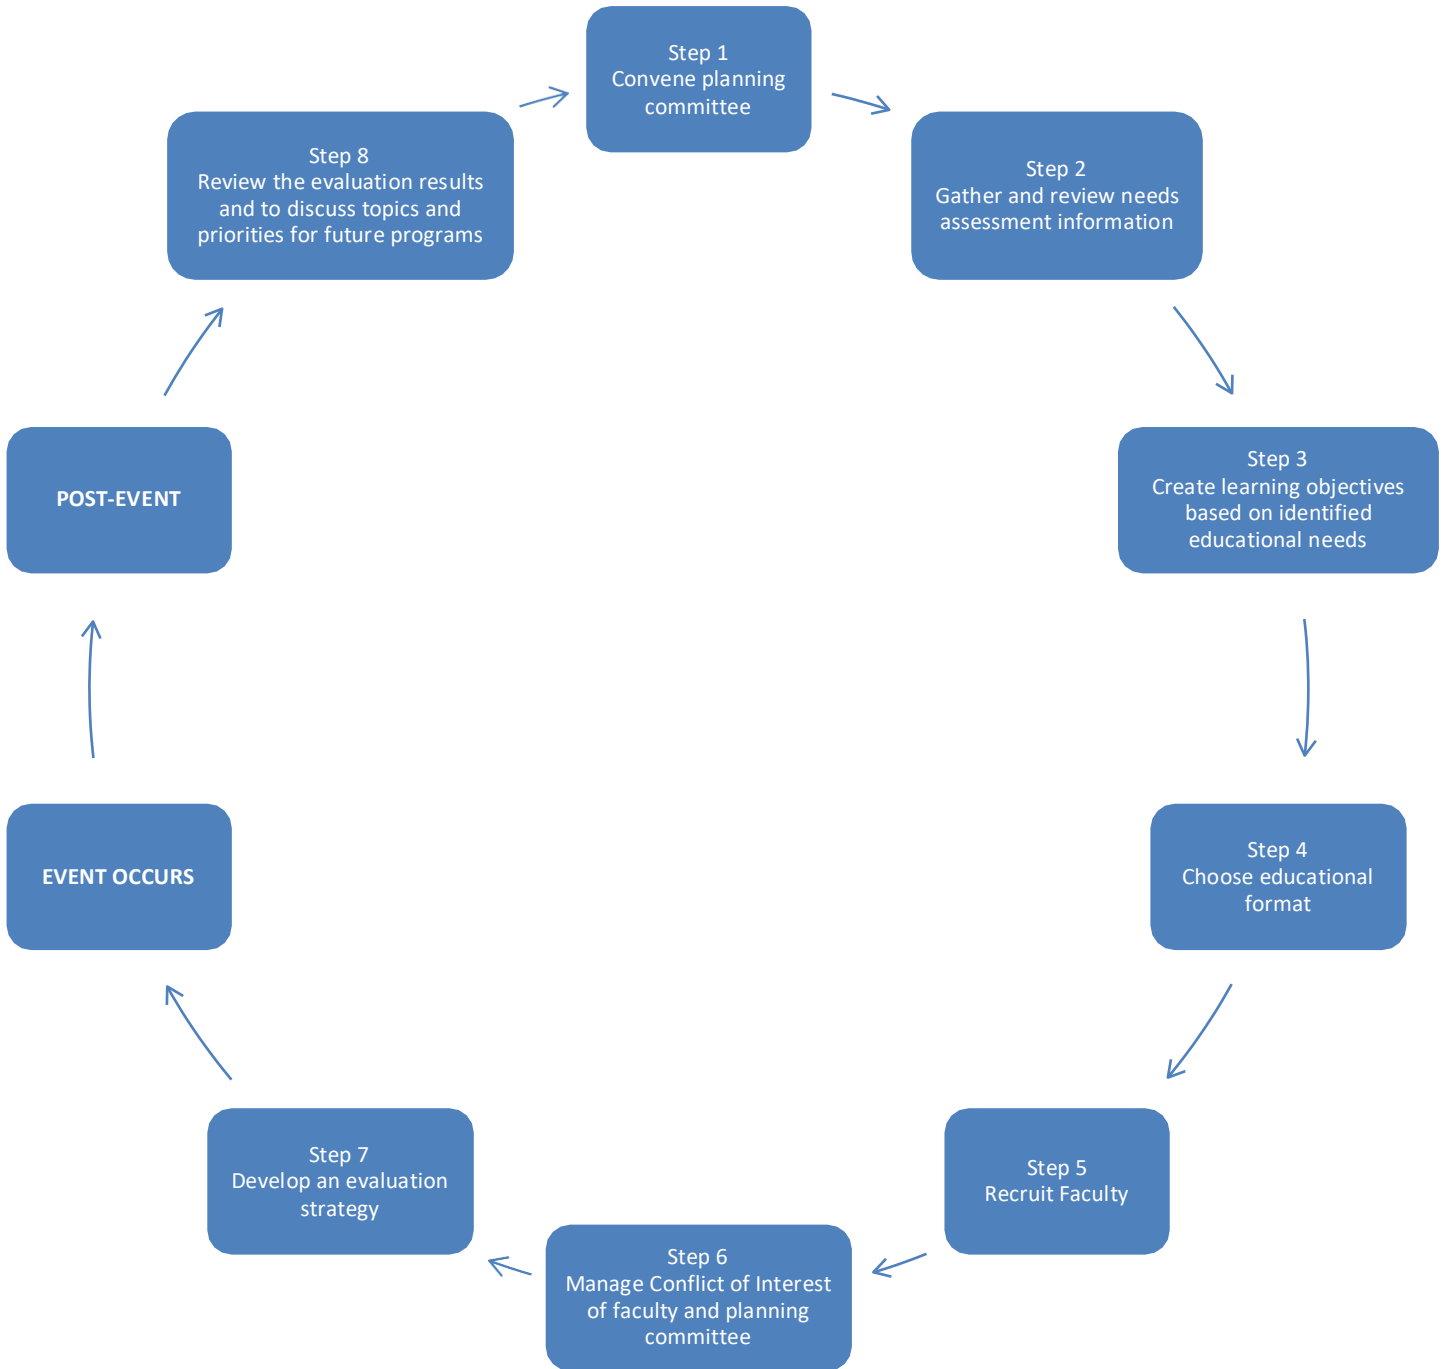 Step 1
Convene planning
committee
Step 2
Gather and review needs
assessment information
Step 3
Create learning objectives
based on identified
educational needs
Step 4
Choose educational
format
Step 5
Recruit Faculty
Step 6
Manage Conflict of Interest
of faculty and planning
committee
Step 7
Develop an evaluation
strategy
EVENT OCCURS
POST-EVENT
Step 8
Review the evaluation results
and to discuss topics and
priorities for future programs